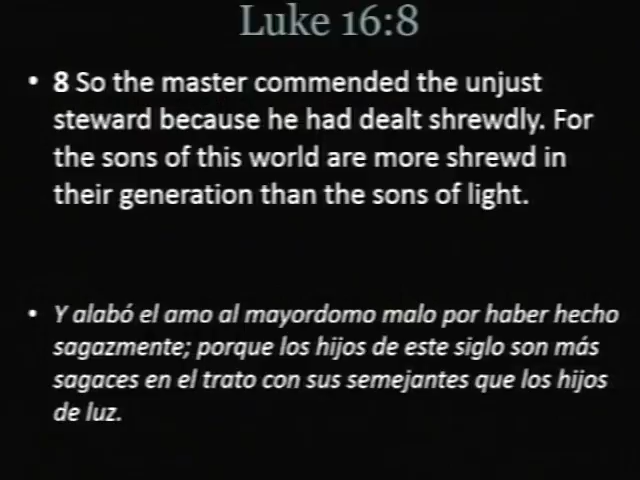 Luke 16:8
• 8 So the master commended the unjust
steward because he had dealt shrewdly. For
the sons of this world are more shrewd in
their generation than the sons of light.
• Y alabó el amo al mayordomo malo por haber hecho
sagazmente; porque los hijos de este siglo son más
sagaces en el trato con sus semejantes que los hijos
de luz.